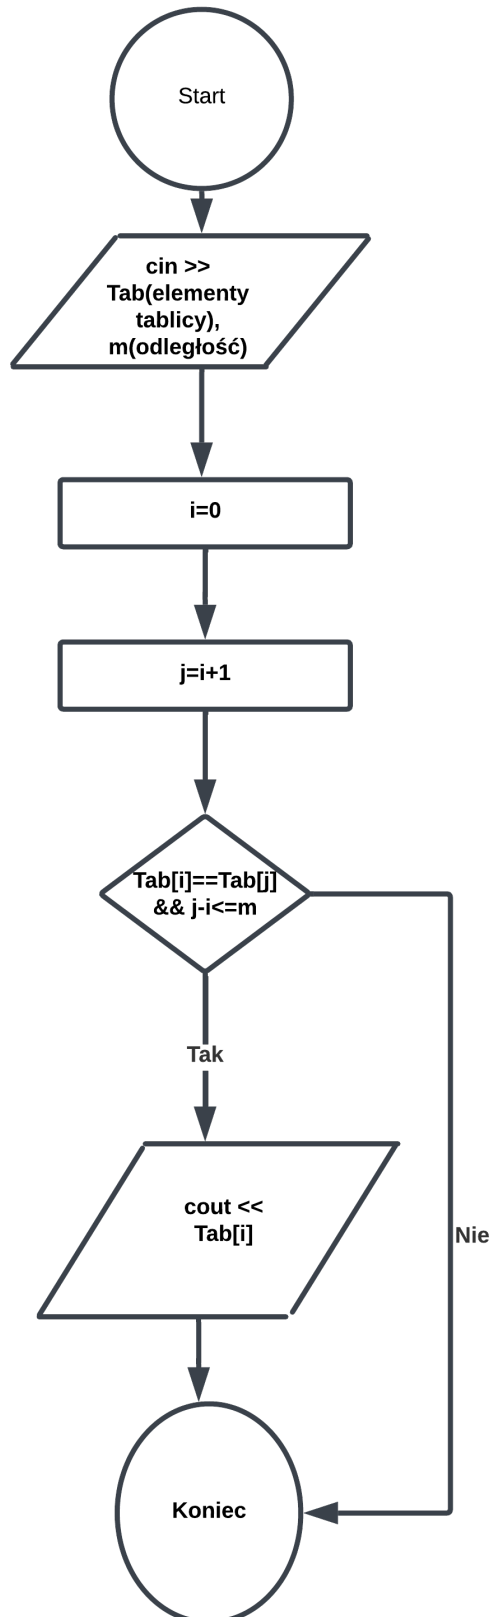 Start
cin >>
Tab(elementy
tablicy),
m(odległość)
i=0
j=i+1
Tab[i]==Tab[j]
&& j-i<=m
Tak
cout <<
Tab[i]
Nie
Koniec